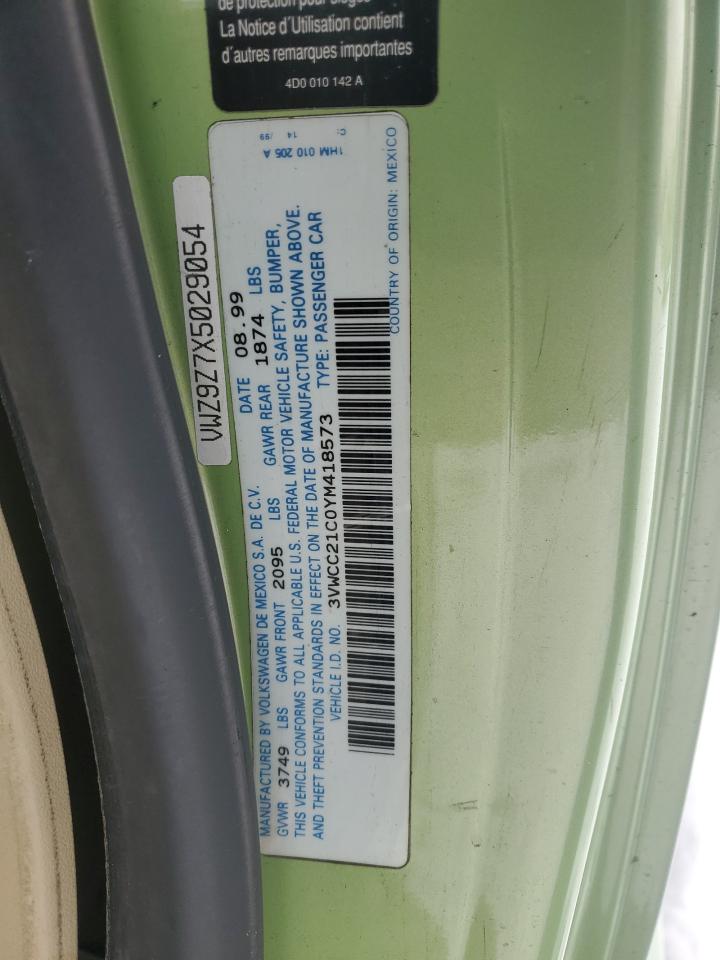 de protection pour sièges
La Notice d'Utilisation contient
d'autres remarques importantes
4D0 010 142 A
VWZ9Z7X5029054
1HM 010 205 A
14 /99
C.
MANUFACTURED BY VOLKSWAGEN DE MEXICO S.A. DE C.V. DATE 08.99
GVWR 3749 LBS GAWR FRONT 2095 LBS GAWR REAR 1874 LBS
THIS VEHICLE CONFORMS TO ALL APPLICABLE U.S. FEDERAL MOTOR VEHICLE SAFETY, BUMPER,
AND THEFT PREVENTION STANDARDS IN EFFECT ON THE DATE OF MANUFACTURE SHOWN ABOVE.
VEHICLE I.D. NO. 3VWCC21C0YM418573 TYPE: PASSENGER CAR
COUNTRY OF ORIGIN: MEXICO